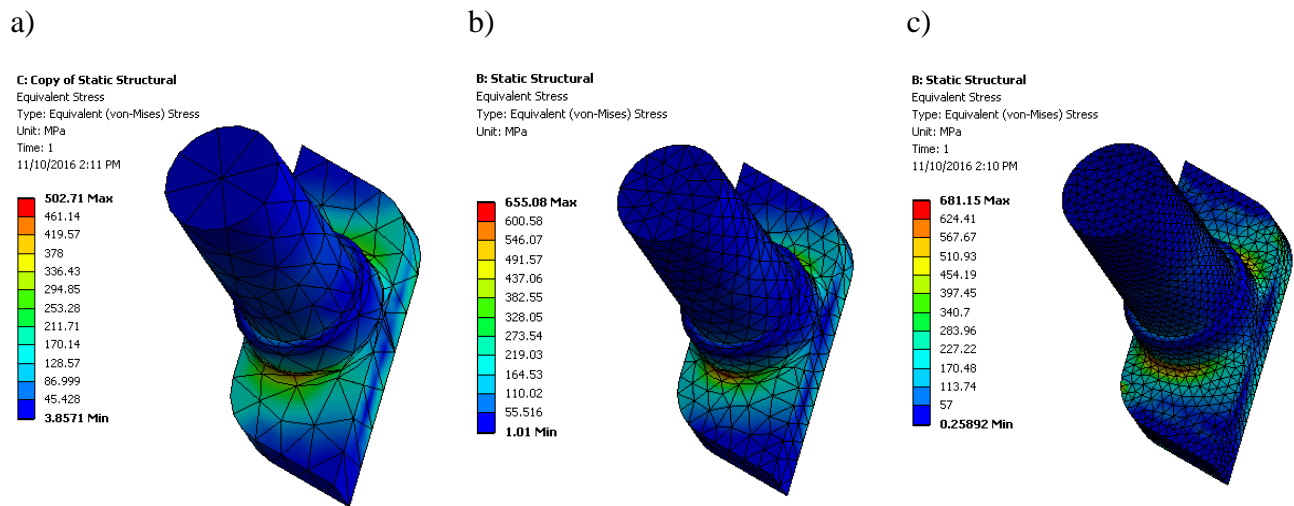 a)
C: Copy of Static Structural
Equivalent Stress
Type: Equivalent (von-Mises) Stress
Unit: MPa
Time: 1
11/10/2016 2:11 PM
502.71 Max
461.14
419.57
378
336.43
294.85
253.28
211.71
170.14
128.57
86.999
45.428
3.8571 Min
b)
B: Static Structural
Equivalent Stress
Type: Equivalent (von-Mises) Stress
Unit: MPa
655.08 Max
600.58
546.07
491.57
437.06
382.55
328.05
273.54
219.03
164.53
110.02
55.516
1.01 Min
c)
B: Static Structural
Equivalent Stress
Type: Equivalent (von-Mises) Stress
Unit: MPa
Time: 1
11/10/2016 2:10 PM
681.15 Max
624.41
567.67
510.93
454.19
397.45
340.7
283.96
227.22
170.48
113.74
57
0.25892 Min